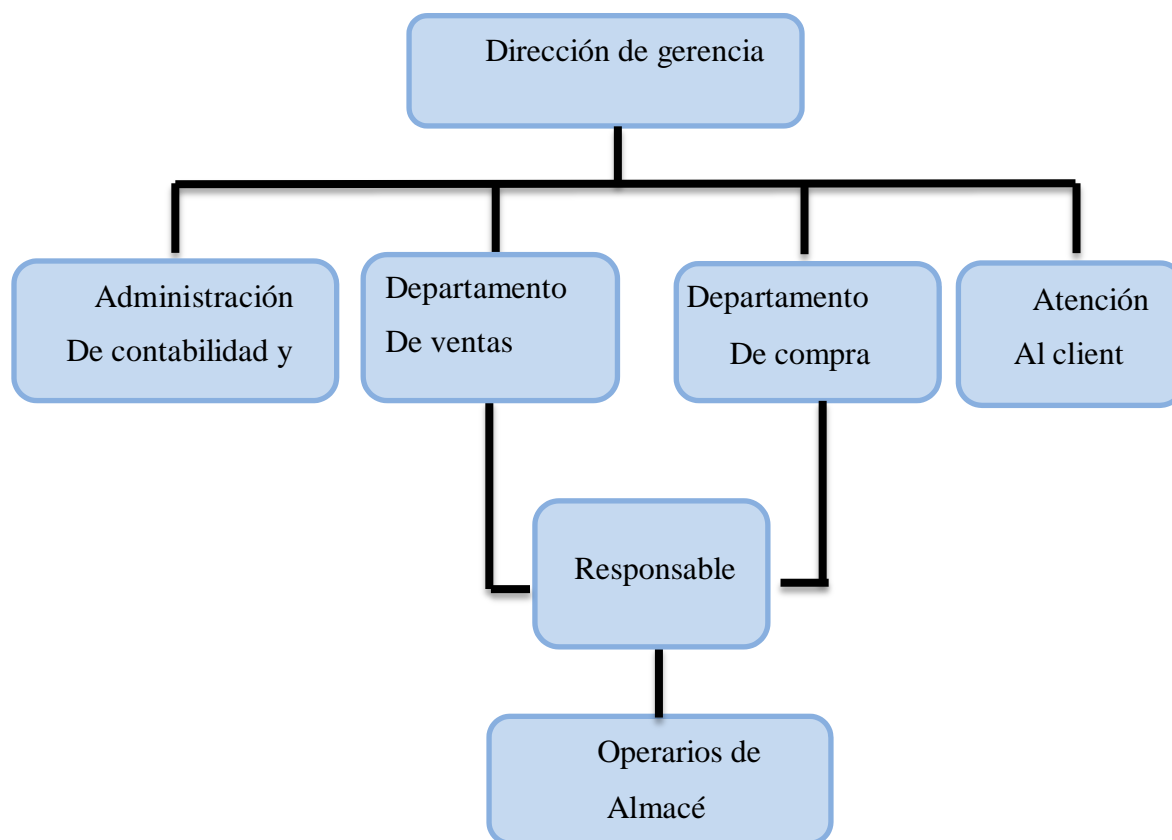 Dirección de gerencia
Administración
De contabilidad y
Departamento
De ventas
Departamento
De compra
Atención
Al client
Responsable
Operarios de
Almacé